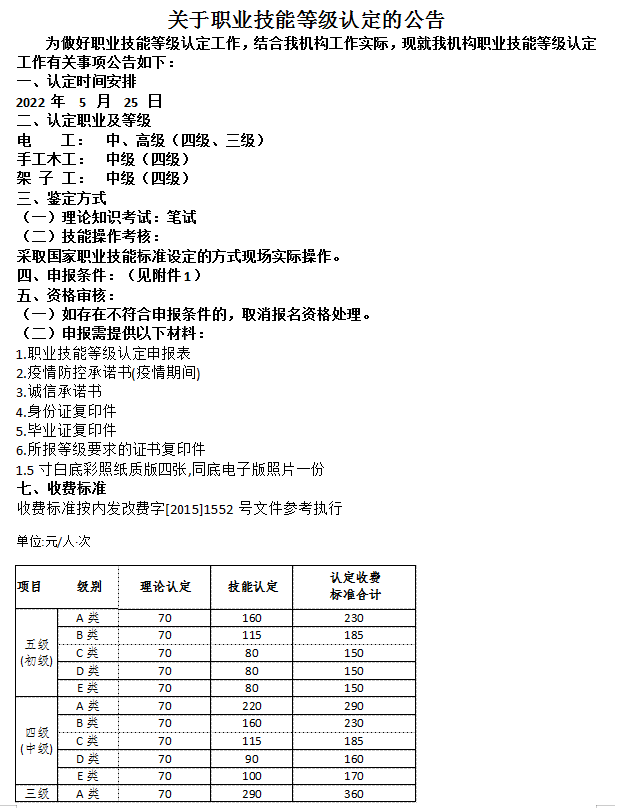 关于职业技能等级认定的公告
为做好职业技能等级认定工作，结合我机构工作实际，现就我机构职业技能等级认定
工作有关事项公告如下：
一、认定时间安排
2022 年 5 月 25 日
二、认定职业及等级
电 工： 中、高级（四级、三级）
手工木工： 中级（四级）
架 子 工： 中级（四级）
三、鉴定方式
（一）理论知识考试：笔试
（二）技能操作考核：
采取国家职业技能标准设定的方式现场实际操作。
四、申报条件：（见附件1）
五、资格审核：
（一）如存在不符合申报条件的，取消报名资格处理。
（二）申报需提供以下材料：
1.职业技能等级认定申报表
2.疫情防控承诺书(疫情期间)
3.诚信承诺书
4.身份证复印件
5.毕业证复印件
6.所报等级要求的证书复印件
1.5 寸白底彩照纸质版四张,同底电子版照片一份
七、收费标准
收费标准按内发改费字[2015]1552 号文件参考执行
单位:元/人·次
项目 级别 理论认定 技能认定 认定收费
标准合计
五级
(初级)
A 类 70 160 230
B 类 70 115 185
C 类 70 80 150
D 类 70 80 150
E 类 70 80 150
四级
(中级)
A 类 70 220 290
B 类 70 160 230
C 类 70 115 185
D 类 70 90 160
E 类 70 100 170
三级 A 类 70 290 360